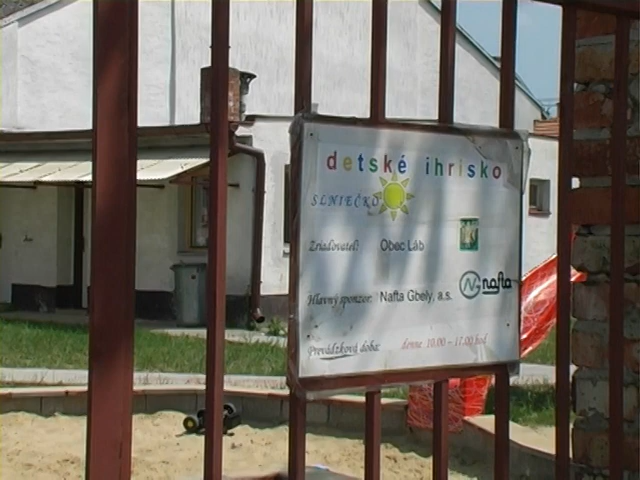 detské ihrisko
SLNIEČKO
Zriaďovateľ: Obec Láb
Hlavný sponzor: Nafta Gbely, a.s. nafta
Prevádzková doba: denne 10.00 - 17.00 hod